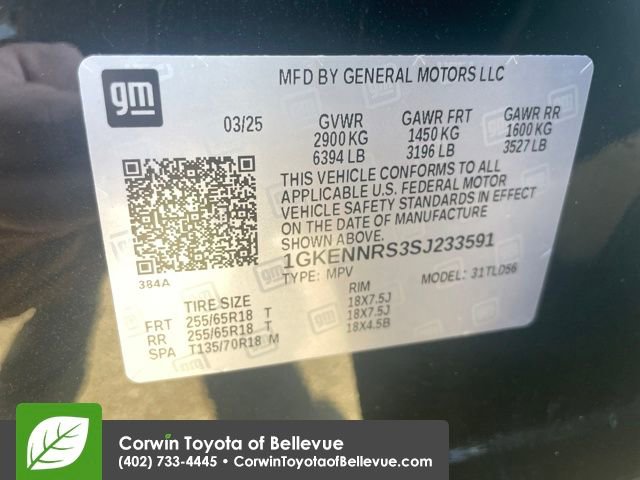 gm
MFD BY GENERAL MOTORS LLC
03/25 GVWR GAWR FRT GAWR RR
2900 KG 1450 KG 1600 KG
6394 LB 3196 LB 3527 LB
THIS VEHICLE CONFORMS TO ALL
APPLICABLE U.S. FEDERAL MOTOR
VEHICLE SAFETY STANDARDS IN EFFECT
ON THE DATE OF MANUFACTURE
SHOWN ABOVE.
1GKENNRS3SJ233591
384A TYPE: MPV MODEL: 31TLD56
TIRE SIZE RIM
FRT 255/65R18 T 18X7.5J
RR 255/65R18 T 18X7.5J
SPA T135/70R18 M 18X4.5B
Corwin Toyota of Bellevue
(402) 733-4445 • CorwinToyotaofBellevue.com